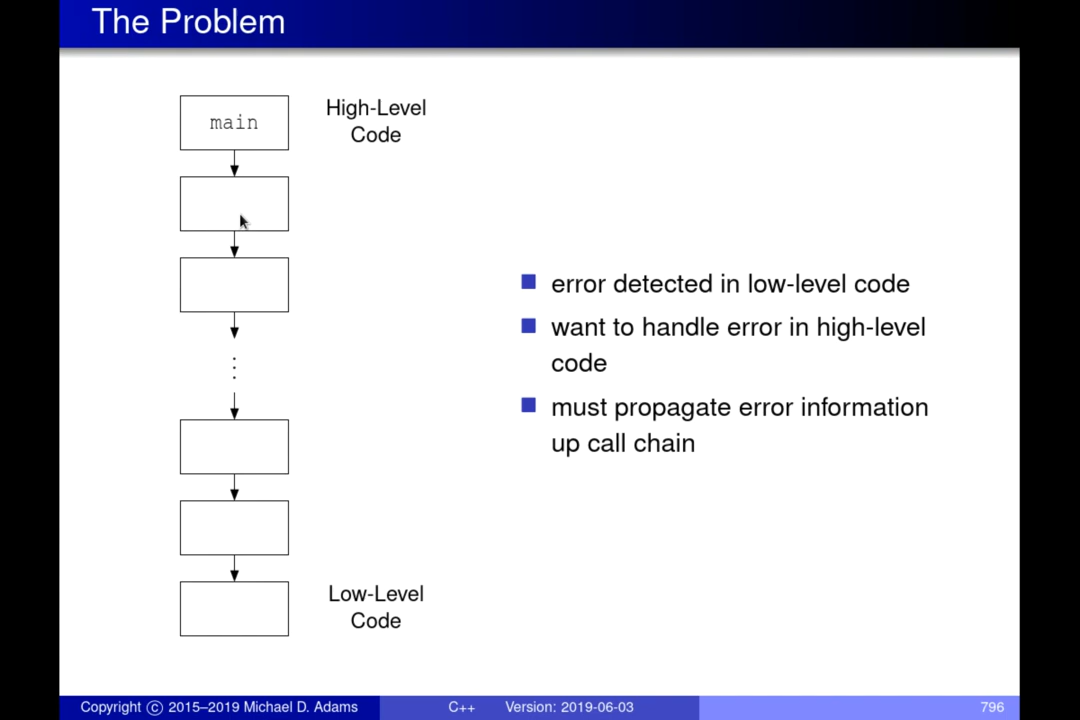 The Problem
main
High-Level
Code
error detected in low-level code
want to handle error in high-level
code
must propagate error information
up call chain
Low-Level
Code
Copyright © 2015–2019 Michael D. Adams
C++
Version: 2019-06-03
796